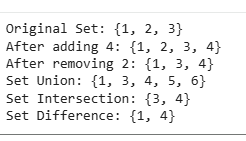 Original Set: {1, 2, 3}
After adding 4: {1, 2, 3, 4}
After removing 2: {1, 3, 4}
Set Union: {1, 3, 4, 5, 6}
Set Intersection: {3, 4}
Set Difference: {1, 4}